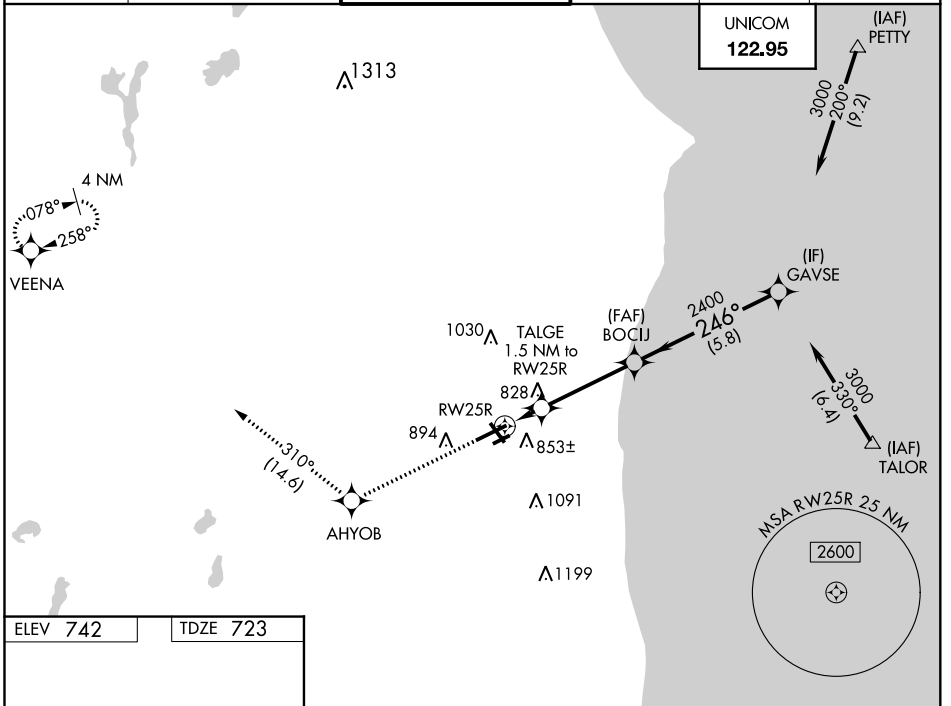 UNICOM
122.95
(IAF)
PETTY
3000
200°
(9.2)
1313
4 NM
078°
258°
VEENA
(IF)
GAVSE
2400
246°
(5.8)
(FAF)
BOCIJ
1030
TALGE
1.5 NM to
RW25R
828
RW25R
894
853±
3000
330°
(6.4)
(IAF)
TALOR
310°
(14.6)
AHYOB
1091
1199
MSA RW25R 25 NM
2600
ELEV 742
TDZE 723